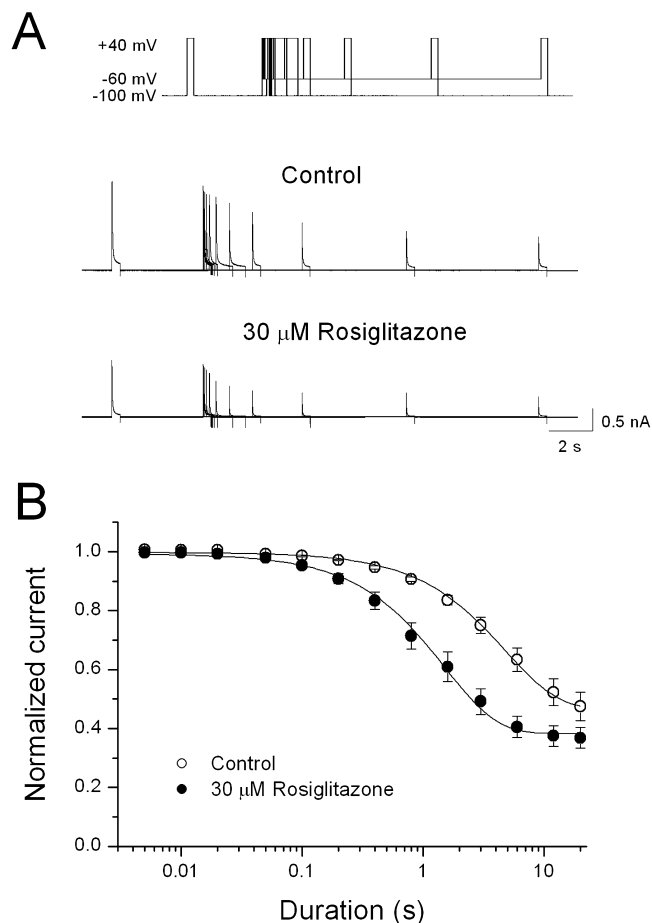 A
+40 mV
-60 mV
-100 mV
Control
30 μM Rosiglitazone
0.5 nA
2 s
B
Normalized current
1.0
0.8
0.6
0.4
0.2
0.0
Control
30 μM Rosiglitazone
0.01
0.1
1
10
Duration (s)